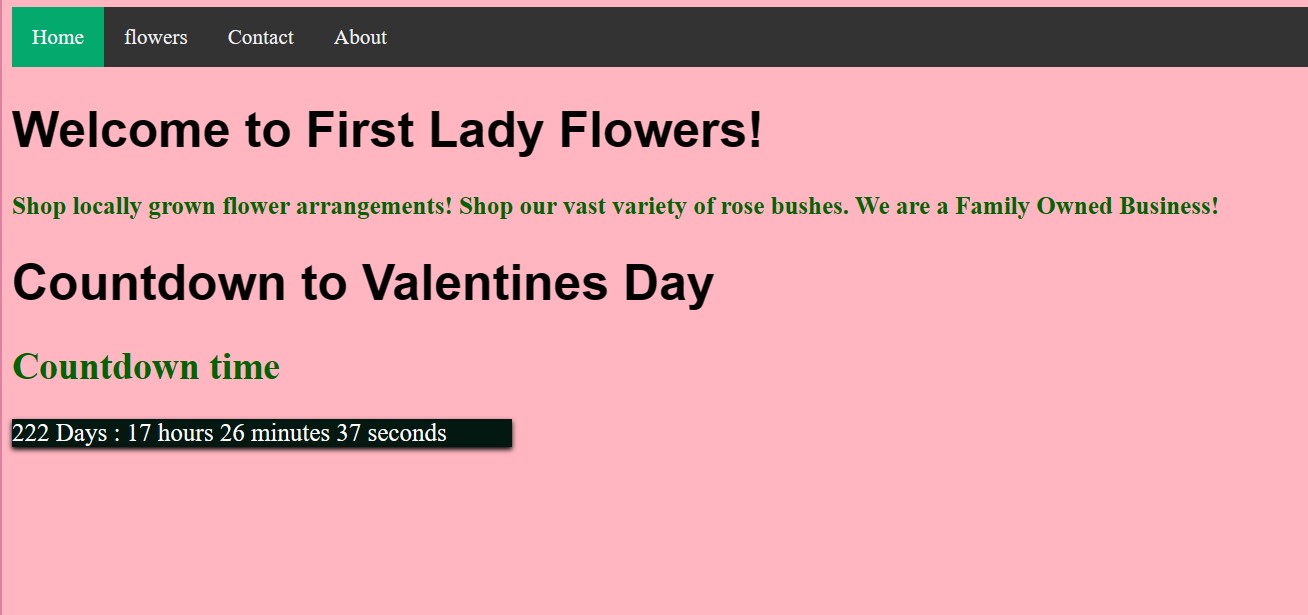 Home flowers Contact About
Welcome to First Lady Flowers!
Shop locally grown flower arrangements! Shop our vast variety of rose bushes. We are a Family Owned Business!
Countdown to Valentines Day
Countdown time
222 Days : 17 hours 26 minutes 37 seconds